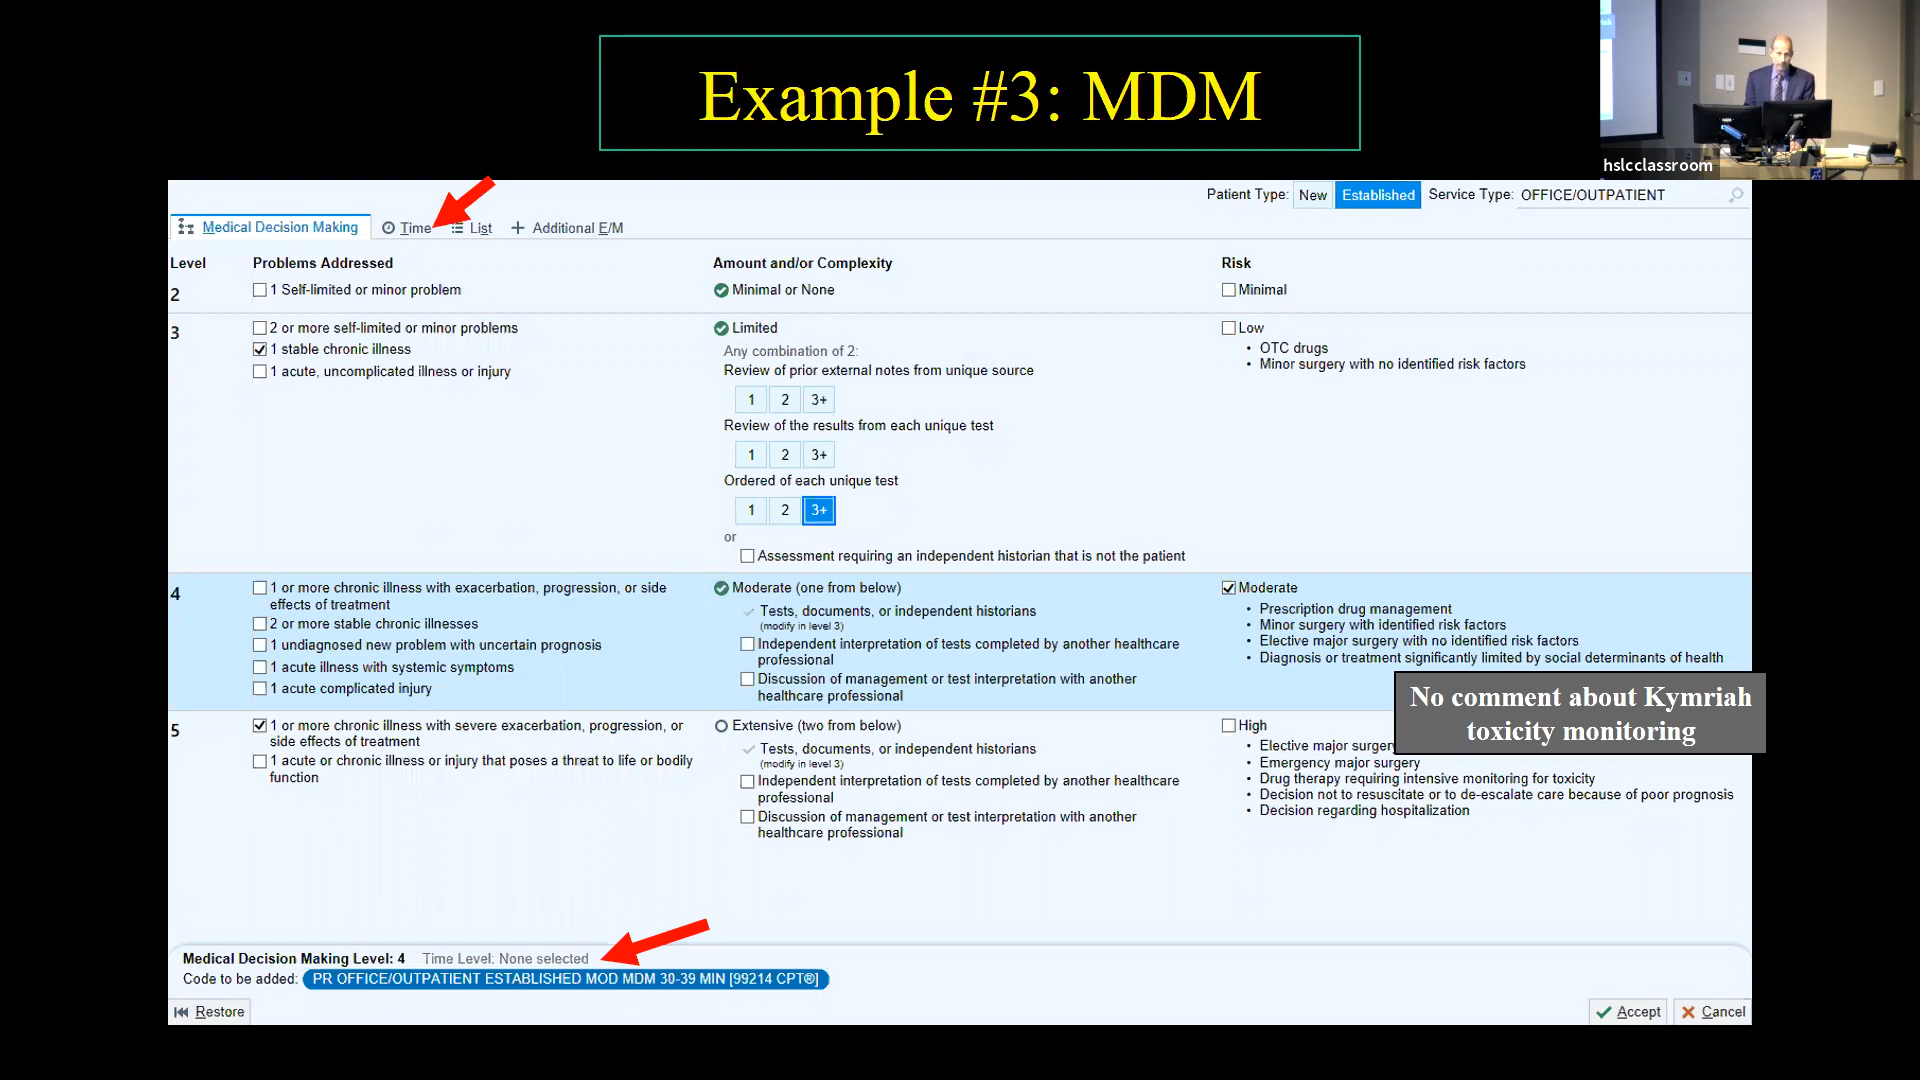 Example #3: MDM
hslcclassroom
Patient Type: New Established Service Type: OFFICE/OUTPATIENT
Medical Decision Making Time List + Additional E/M
Level Problems Addressed Amount and/or Complexity Risk
2 1 Self-limited or minor problem Minimal or None Minimal
3 2 or more self-limited or minor problems Limited Low
1 stable chronic illness Any combination of 2: • OTC drugs
1 acute, uncomplicated illness or injury Review of prior external notes from unique source • Minor surgery with no identified risk factors
1 2 3+
Review of the results from each unique test
1 2 3+
Ordered of each unique test
1 2 3+
or
Assessment requiring an independent historian that is not the patient
4 1 or more chronic illness with exacerbation, progression, or side Moderate (one from below) Moderate
effects of treatment Tests, documents, or independent historians • Prescription drug management
2 or more stable chronic illnesses (modify in level 3) • Minor surgery with identified risk factors
1 undiagnosed new problem with uncertain prognosis Independent interpretation of tests completed by another healthcare • Elective major surgery with no identified risk factors
1 acute illness with systemic symptoms professional • Diagnosis or treatment significantly limited by social determinants of health
1 acute complicated injury Discussion of management or test interpretation with another
healthcare professional
No comment about Kymriah
toxicity monitoring
5 1 or more chronic illness with severe exacerbation, progression, or Extensive (two from below) High
side effects of treatment Tests, documents, or independent historians • Elective major surgery
1 acute or chronic illness or injury that poses a threat to life or bodily (modify in level 3) • Emergency major surgery
function Independent interpretation of tests completed by another healthcare • Drug therapy requiring intensive monitoring for toxicity
professional • Decision not to resuscitate or to de-escalate care because of poor prognosis
Discussion of management or test interpretation with another • Decision regarding hospitalization
healthcare professional
Medical Decision Making Level: 4 Time Level: None selected
Code to be added: PR OFFICE/OUTPATIENT ESTABLISHED MOD MDM 30-39 MIN [99214 CPT®]
Restore Accept Cancel